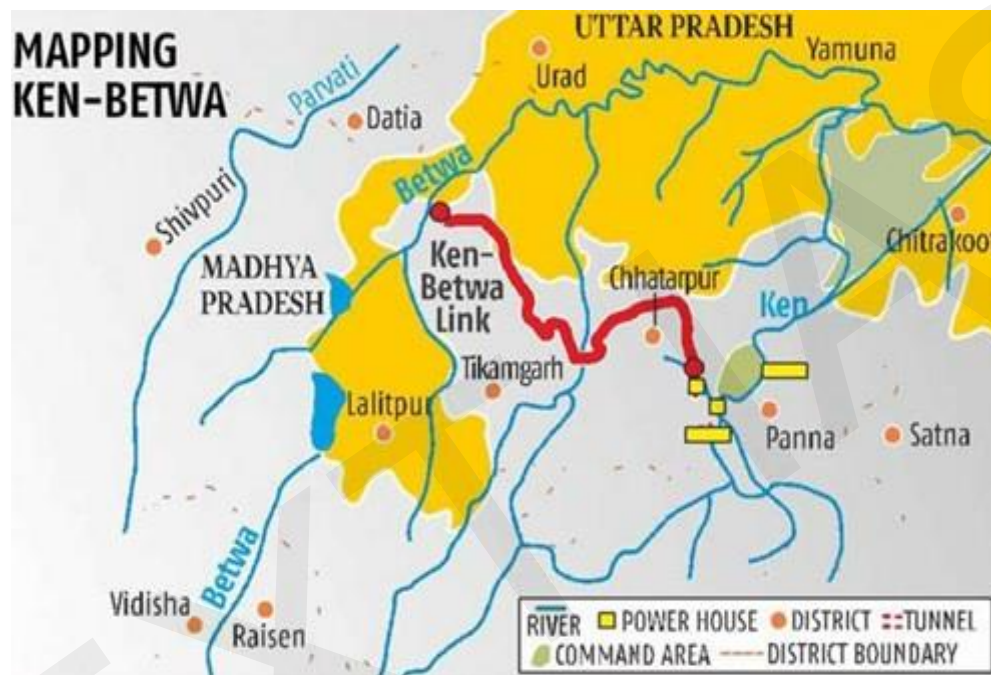 MAPPING
KEN-BETWA
UTTAR PRADESH
Yamuna
Urad
Parvati
Datia
Betwa
Shivpuri
Chitrakoot
MADHYA
PRADESH
Ken-
Betwa
Link
Chhatarpur
Ken
Tikamgarh
Lalitpur
Panna
Satna
Betwa
Vidisha
Raisen
RIVER
POWER HOUSE
DISTRICT
TUNNEL
COMMAND AREA
DISTRICT BOUNDARY